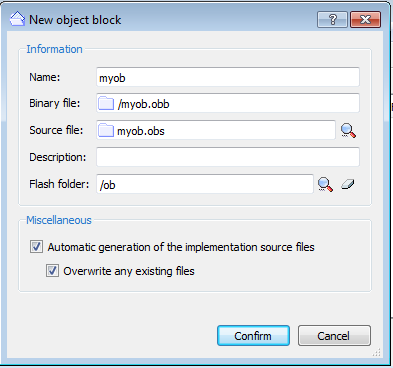 New object block
Information
Name: myob
Binary file: /myob.obb
Source file: myob.obs
Description:
Flash folder: /ob
Miscellaneous
Automatic generation of the implementation source files
Overwrite any existing files
Confirm Cancel